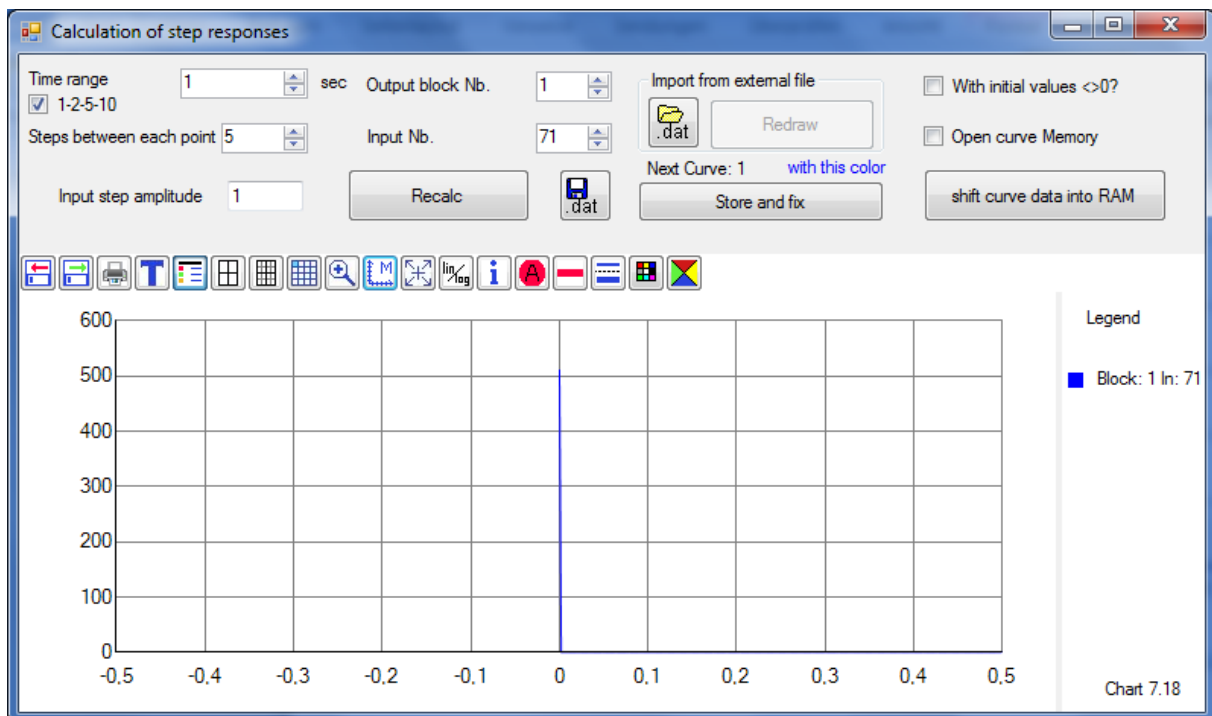 Calculation of step responses
Time range 1 sec Output block Nb. 1 Import from external file With initial values <>0?
1-2-5-10
.dat Redraw
Steps between each point 5 Input Nb. 71 Open curve Memory
Next Curve: 1 with this color
Input step amplitude 1 Recalc .dat Store and fix shift curve data into RAM
T M lin/log i A
600
500
400
300
200
100
0
-0,5 -0,4 -0,3 -0,2 -0,1 0 0,1 0,2 0,3 0,4 0,5
Legend
Block: 1 In: 71
Chart 7.18